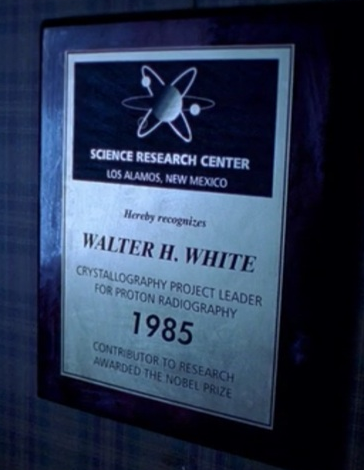 SCIENCE RESEARCH CENTER
LOS ALAMOS, NEW MEXICO
Hereby recognizes
WALTER H. WHITE
CRYSTALLOGRAPHY PROJECT LEADER
FOR PROTON RADIOGRAPHY
1985
CONTRIBUTOR TO RESEARCH
AWARDED THE NOBEL PRIZE